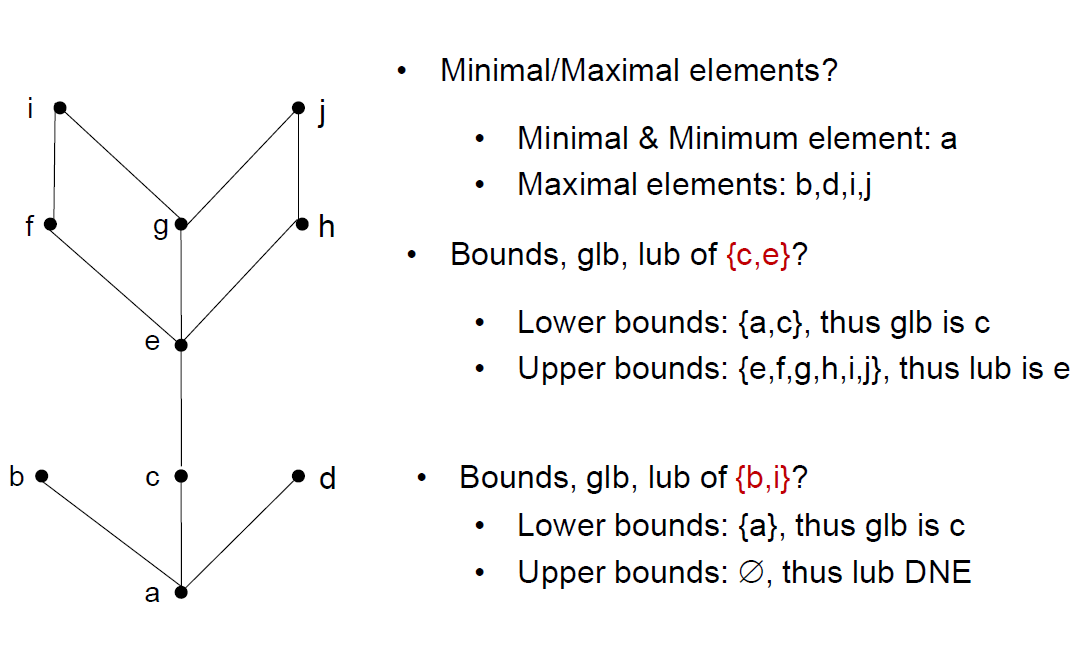 • Minimal/Maximal elements?
i
j
• Minimal & Minimum element: a
• Maximal elements: b,d,i,j
f
g
h
• Bounds, glb, lub of {c,e}?
• Lower bounds: {a,c}, thus glb is c
e
• Upper bounds: {e,f,g,h,i,j}, thus lub is e
b
c
d
• Bounds, glb, lub of {b,i}?
• Lower bounds: {a}, thus glb is c
• Upper bounds: ∅, thus lub DNE
a